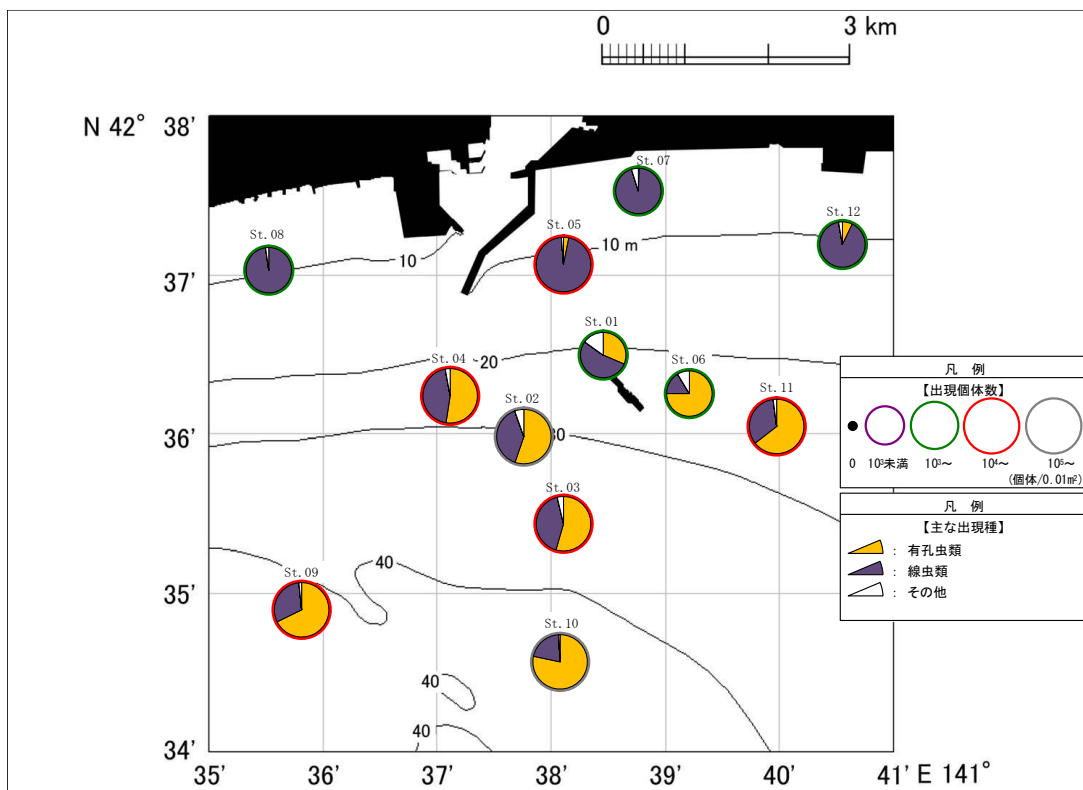 0 3 km
N 42° 38'
St.07
St.12
St.05
St.08
10 m
10
37'
St.01
St.04
20
St.06
St.02
St.11
36'
30
凡 例
【出現個体数】
0 10³未満 10³~ 10⁴~ 10⁵~
(個体/0.01m²)
St.03
凡 例
【主な出現種】
: 有孔虫類
: 線虫類
: その他
40
St.09
35'
St.10
40
40
34'
35' 36' 37' 38' 39' 40' 41' E 141°